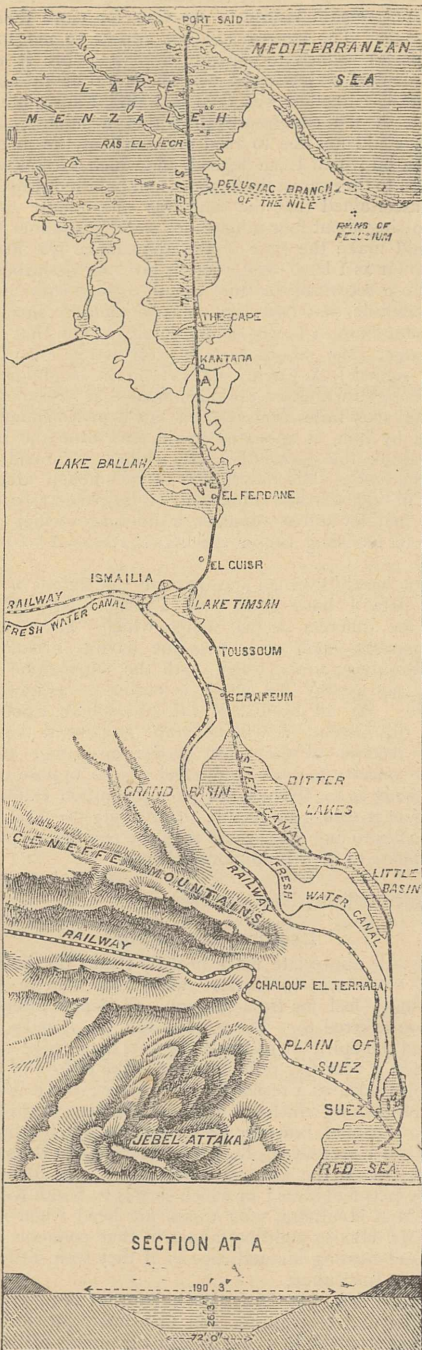 PORT SAID
MEDITERRANEAN
SEA
LAKE
MENZALEH
RAS EL ECH
SUEZ CANAL
PELUSIAC BRANCH
OF THE NILE
RUINS OF
PELUSIUM
THE CAPE
KANTARA
A
LAKE BALLAH
EL FERDANE
EL GUISR
ISMAILIA
RAILWAY
FRESH WATER CANAL
LAKE TIMSAH
TOUSSOUM
SERAFEUM
GRAND BASIN
SUEZ CANAL
BITTER
LAKES
GENEFFE MOUNTAINS
RAILWAY
FRESH WATER CANAL
LITTLE
BASIN
RAILWAY
CHALOUF EL TERRABA
PLAIN OF
SUEZ
SUEZ
JEBEL ATTAKA
RED SEA
SECTION AT A
190' 3"
26' 3"
72' 0"